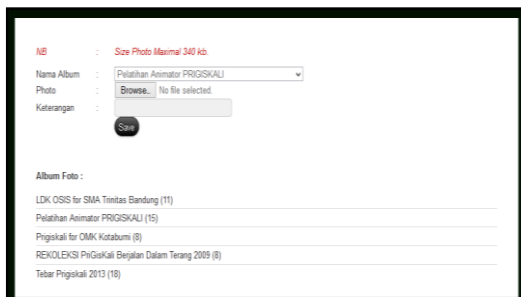 NB : Size Photo Maximal 340 kb.
Nama Album : Pelatihan Animator PRIGISKALI
Photo : Browse.. No file selected.
Keterangan :
Save
Album Foto :
LDK OSIS for SMA Trinitas Bandung (11)
Pelatihan Animator PRIGISKALI (15)
Prigiskali for OMK Kotabumi (8)
REKOLEKSI PriGisKali Berjalan Dalam Terang 2009 (8)
Tebar Prigiskali 2013 (18)